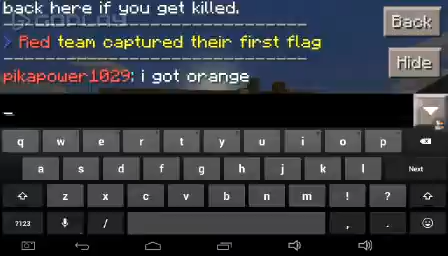 back here if you get killed.
Back
> Red team captured their first flag
Hide
pikapower1029: i got orange
q w e r t y u i o p
a s d f g h j k l Next
z x c v b n m ! ?
?123 / , .